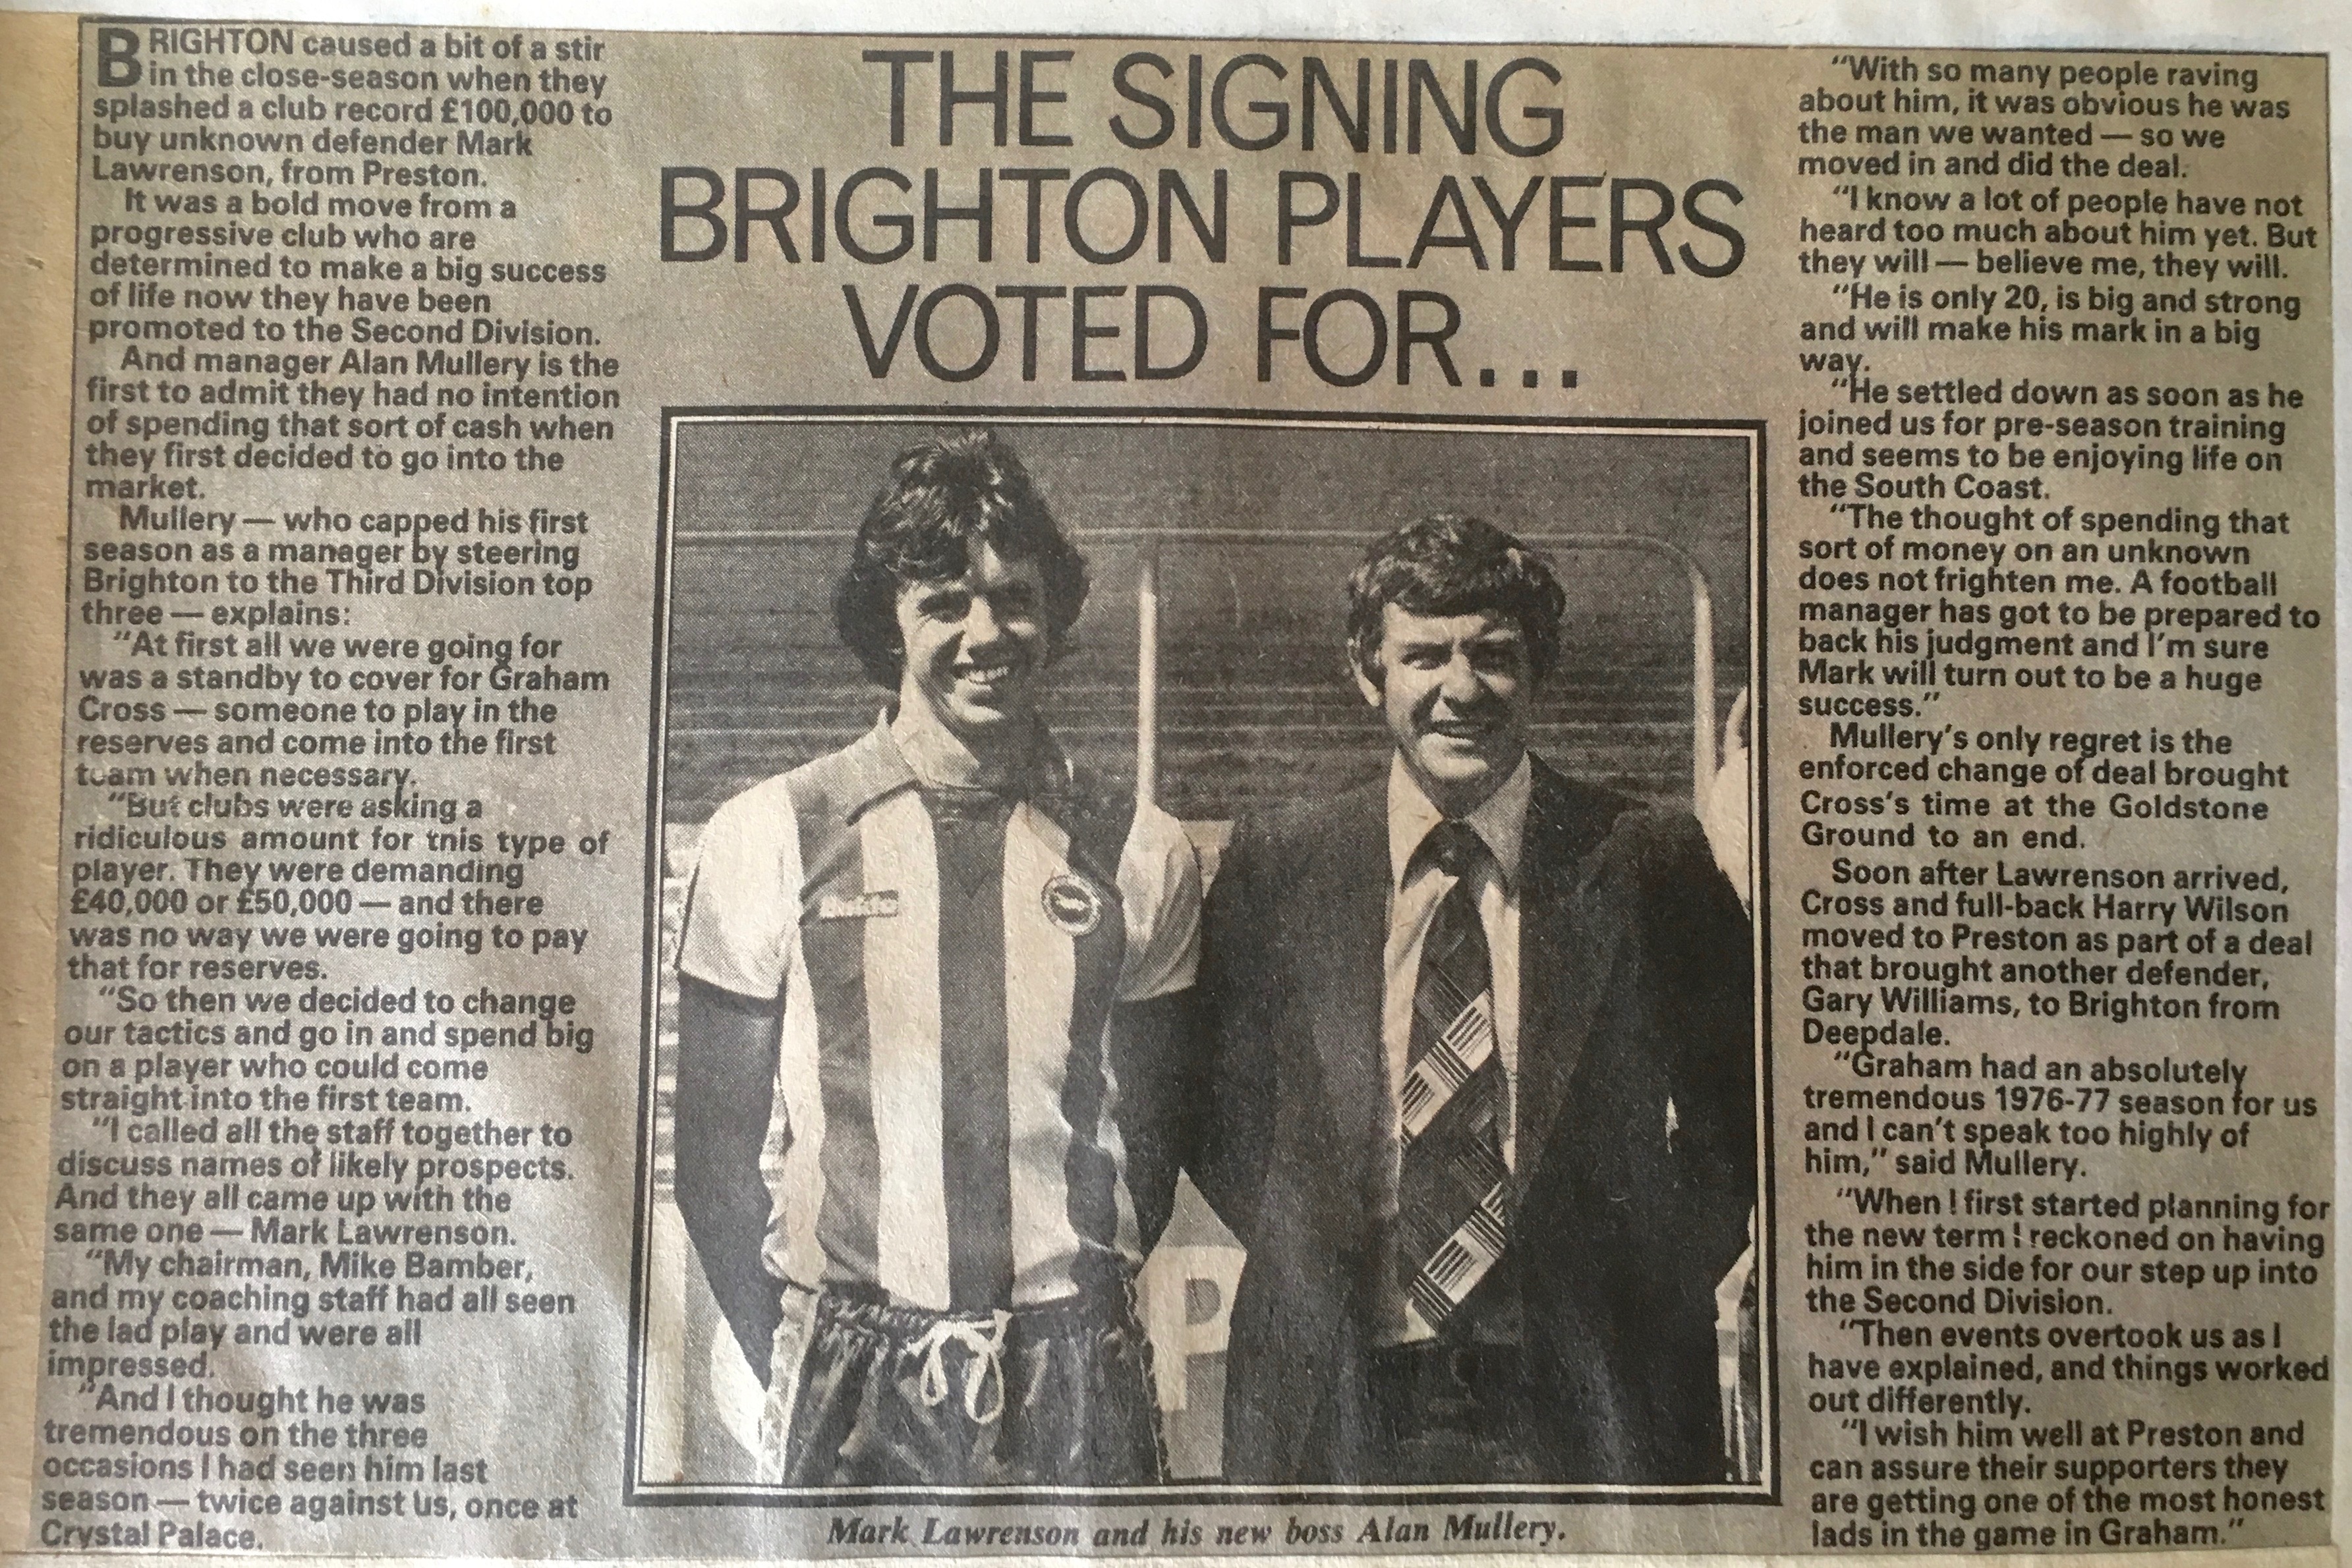 BRIGHTON caused a bit of a stir
in the close-season when they
splashed a club record £100,000 to
buy unknown defender Mark
Lawrenson, from Preston.
It was a bold move from a
progressive club who are
determined to make a big success
of life now they have been
promoted to the Second Division.
And manager Alan Mullery is the
first to admit they had no intention
of spending that sort of cash when
they first decided to go into the
market.
Mullery — who capped his first
season as a manager by steering
Brighton to the Third Division top
three — explains:
"At first all we were going for
was a standby to cover for Graham
Cross — someone to play in the
reserves and come into the first
team when necessary.
"But clubs were asking a
ridiculous amount for this type of
player. They were demanding
£40,000 or £50,000 — and there
was no way we were going to pay
that for reserves.
"So then we decided to change
our tactics and go in and spend big
on a player who could come
straight into the first team.
"I called all the staff together to
discuss names of likely prospects.
And they all came up with the
same one — Mark Lawrenson.
"My chairman, Mike Bamber,
and my coaching staff had all seen
the lad play and were all
impressed.
"And I thought he was
tremendous on the three
occasions I had seen him last
season — twice against us, once at
Crystal Palace.
THE SIGNING
BRIGHTON PLAYERS
VOTED FOR...
P
Mark Lawrenson and his new boss Alan Mullery.
"With so many people raving
about him, it was obvious he was
the man we wanted — so we
moved in and did the deal.
"I know a lot of people have not
heard too much about him yet. But
they will — believe me, they will.
"He is only 20, is big and strong
and will make his mark in a big
way.
"He settled down as soon as he
joined us for pre-season training
and seems to be enjoying life on
the South Coast.
"The thought of spending that
sort of money on an unknown
does not frighten me. A football
manager has got to be prepared to
back his judgment and I'm sure
Mark will turn out to be a huge
success."
Mullery's only regret is the
enforced change of deal brought
Cross's time at the Goldstone
Ground to an end.
Soon after Lawrenson arrived,
Cross and full-back Harry Wilson
moved to Preston as part of a deal
that brought another defender,
Gary Williams, to Brighton from
Deepdale.
"Graham had an absolutely
tremendous 1976-77 season for us
and I can't speak too highly of
him," said Mullery.
"When I first started planning for
the new term I reckoned on having
him in the side for our step up into
the Second Division.
"Then events overtook us as I
have explained, and things worked
out differently.
"I wish him well at Preston and
can assure their supporters they
are getting one of the most honest
lads in the game in Graham."